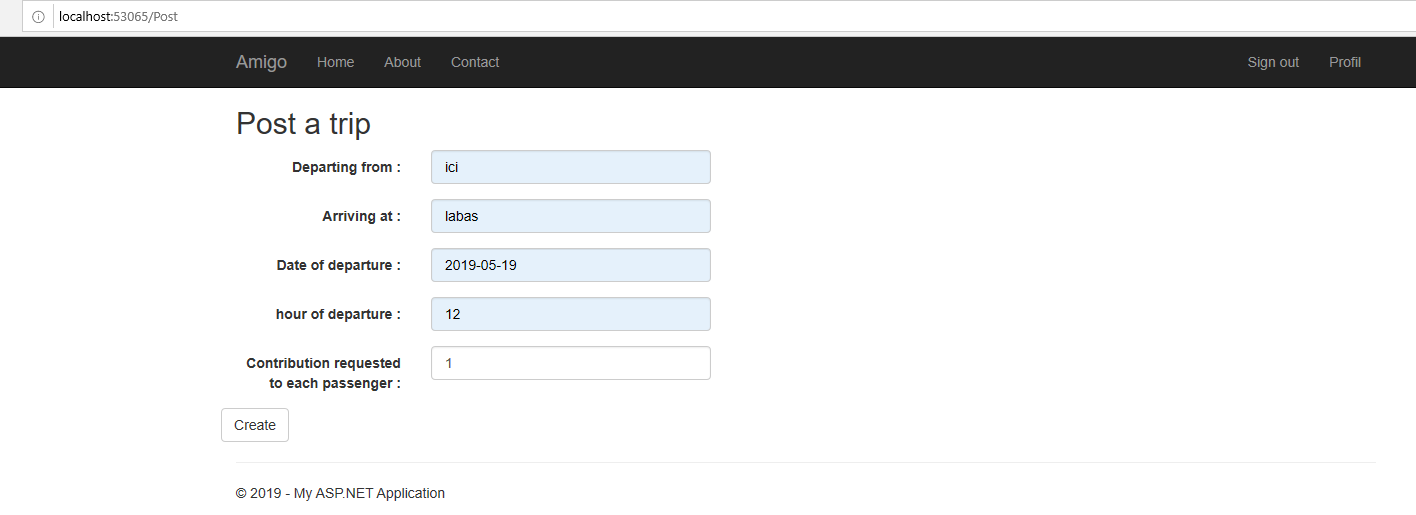 localhost:53065/Post
Amigo Home About Contact Sign out Profil
Post a trip
Departing from : ici
Arriving at : labas
Date of departure : 2019-05-19
hour of departure : 12
Contribution requested 1
to each passenger :
Create
© 2019 - My ASP.NET Application